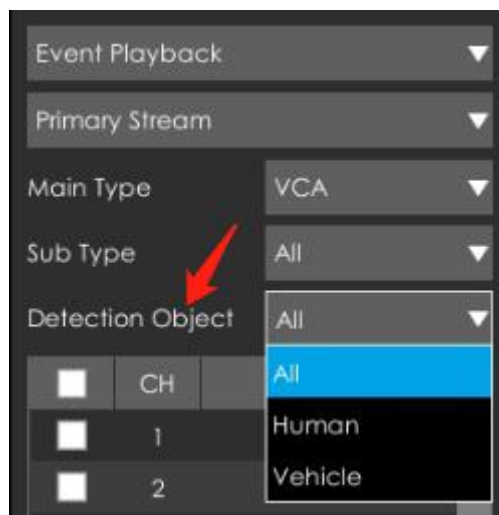 Event Playback
Primary Stream
Main Type VCA
Sub Type All
Detection Object All
All
Human
Vehicle
CH
1
2